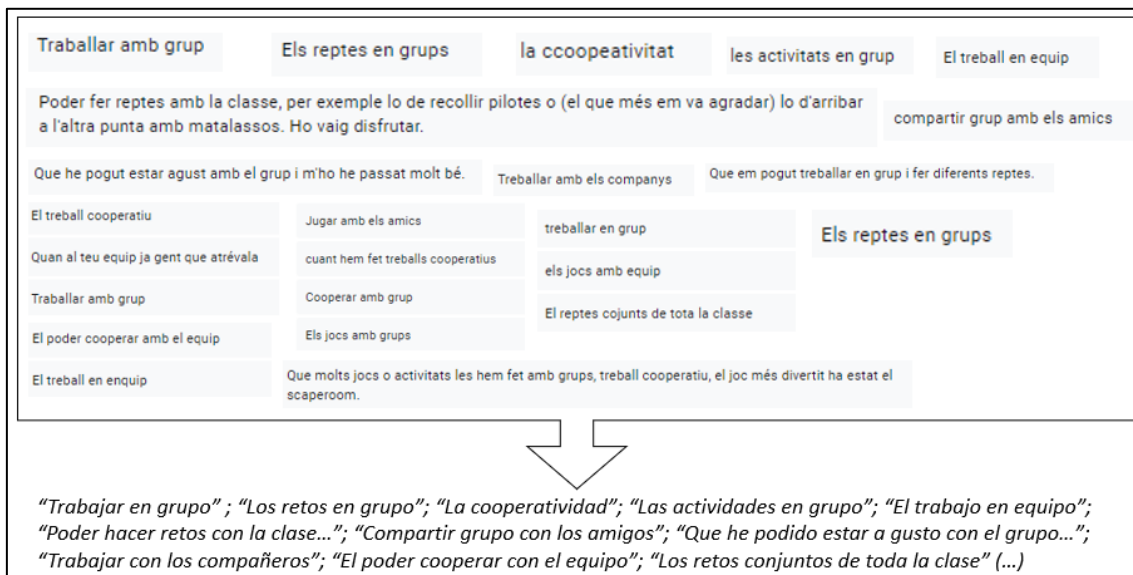 Traballar amb grup
Els reptes en grups
la ccoopeativitat
les activitats en grup
El treball en equip
Poder fer reptes amb la classe, per exemple lo de recollir pilotes o (el que més em va agradar) lo d'arribar
a l'altra punta amb matalassos. Ho vaig disfrutar.
compartir grup amb els amics
Que he pogut estar agust amb el grup i m'ho he passat molt bé.
Treballar amb els companys
Que em pogut treballar en grup i fer diferents reptes.
El treball cooperatiu
Quan al teu equip ja gent que atrévala
Traballar amb grup
El poder cooperar amb el equip
El treball en enquip
Jugar amb els amics
cuant hem fet treballs cooperatius
Cooperar amb grup
Els jocs amb grups
treballar en grup
els jocs amb equip
El reptes cojunts de tota la classe
Els reptes en grups
Que molts jocs o activitats les hem fet amb grups, treball cooperatiu, el joc més divertit ha estat el
scaperoom.
“Trabajar en grupo” ; “Los retos en grupo”; “La cooperatividad”; “Las actividades en grupo”; “El trabajo en equipo”;
“Poder hacer retos con la clase…”; “Compartir grupo con los amigos”; “Que he podido estar a gusto con el grupo…”;
“Trabajar con los compañeros”; “El poder cooperar con el equipo”; “Los retos conjuntos de toda la clase” (…)